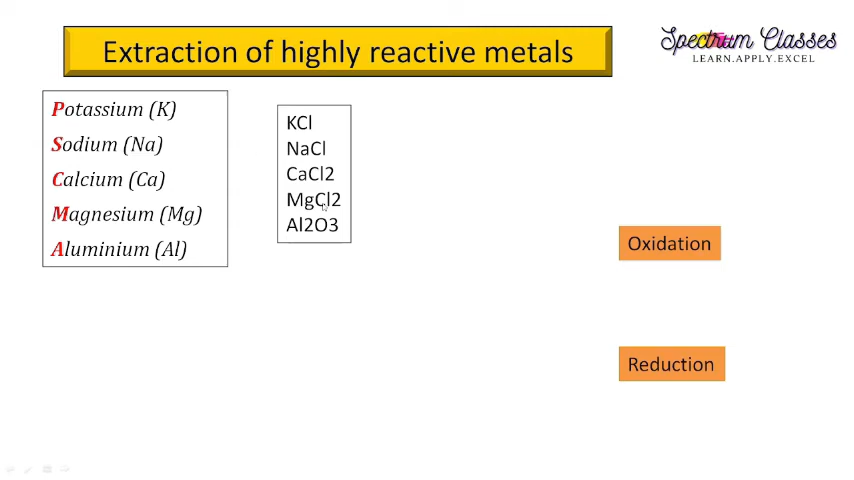 Extraction of highly reactive metals
Spectrum Classes
LEARN.APPLY.EXCEL
Potassium (K)
Sodium (Na)
Calcium (Ca)
Magnesium (Mg)
Aluminium (Al)
KCl
NaCl
CaCl2
MgCl2
Al2O3
Oxidation
Reduction